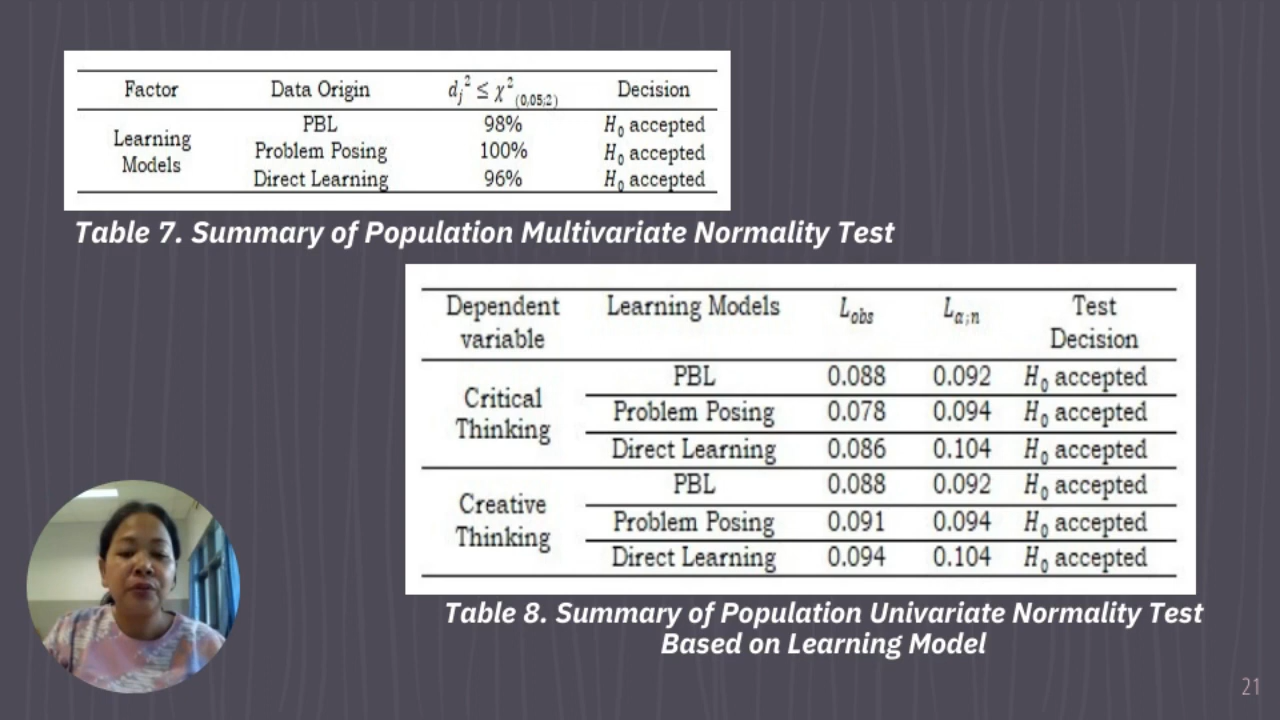 Factor Data Origin dⱼ² ≤ χ²(0,05;2) Decision
Learning Models PBL 98% H₀ accepted
Problem Posing 100% H₀ accepted
Direct Learning 96% H₀ accepted
Table 7. Summary of Population Multivariate Normality Test
Dependent variable Learning Models L_obs L_α;n Test Decision
Critical Thinking PBL 0.088 0.092 H₀ accepted
Problem Posing 0.078 0.094 H₀ accepted
Direct Learning 0.086 0.104 H₀ accepted
Creative Thinking PBL 0.088 0.092 H₀ accepted
Problem Posing 0.091 0.094 H₀ accepted
Direct Learning 0.094 0.104 H₀ accepted
Table 8. Summary of Population Univariate Normality Test
Based on Learning Model
21